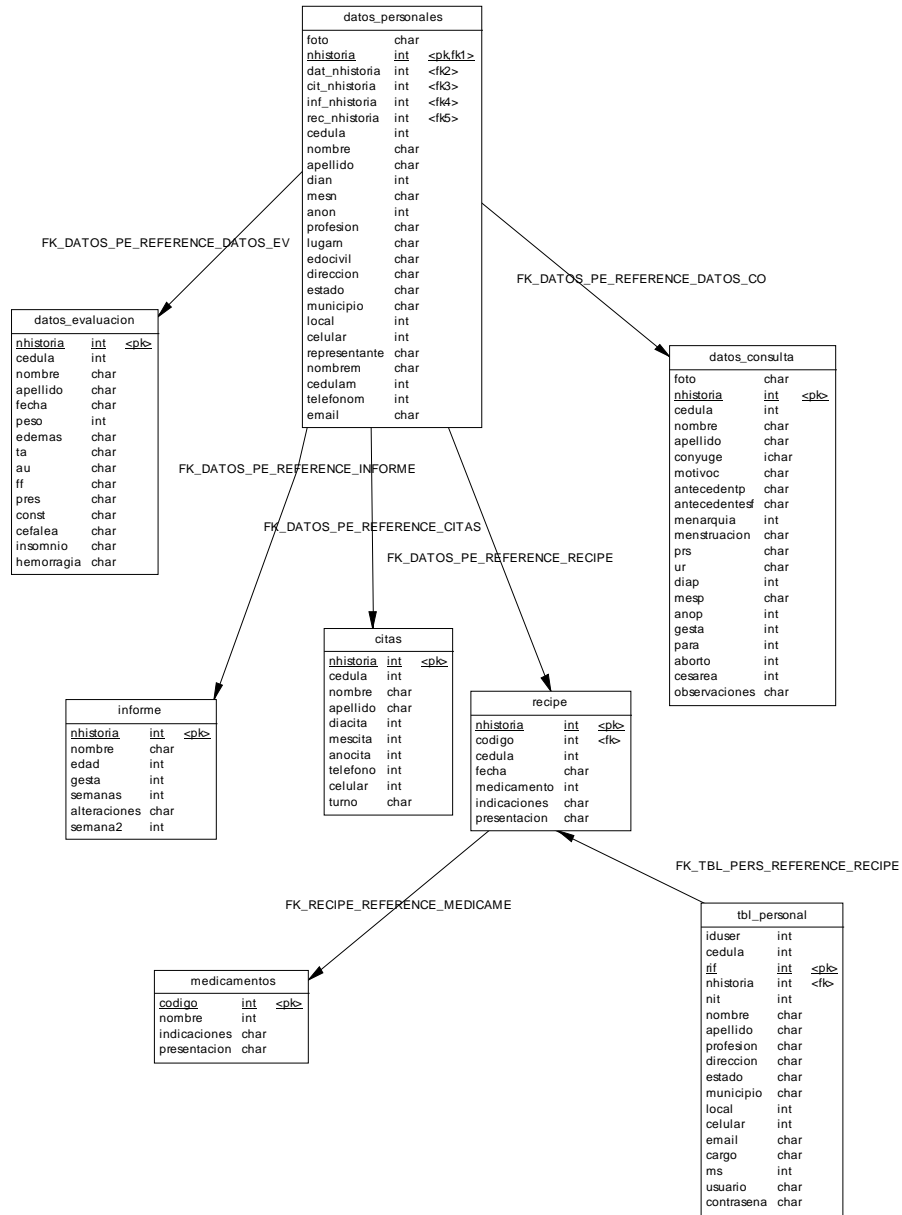 datos_personales
foto char
nhistoria int <pk,fk1>
dat_nhistoria int <fk2>
cit_nhistoria int <fk3>
inf_nhistoria int <fk4>
rec_nhistoria int <fk5>
cedula int
nombre char
apellido char
dian int
mesn char
anon int
profesion char
lugarn char
edocivil char
direccion char
estado char
municipio char
local int
celular int
representante char
nombrem char
cedulam int
telefonom int
email char
FK_DATOS_PE_REFERENCE_DATOS_EV
FK_DATOS_PE_REFERENCE_DATOS_CO
datos_evaluacion
nhistoria int <pk>
cedula int
nombre char
apellido char
fecha char
peso int
edemas char
ta char
au char
ff char
pres char
const char
cefalea char
insomnio char
hemorragia char
datos_consulta
foto char
nhistoria int <pk>
cedula int
nombre char
apellido char
conyuge ichar
motivoc char
antecedentp char
antecedentesf char
menarquia int
menstruacion char
prs char
ur char
diap int
mesp char
anop int
gesta int
para int
aborto int
cesarea int
observaciones char
FK_DATOS_PE_REFERENCE_INFORME
FK_DATOS_PE_REFERENCE_CITAS
FK_DATOS_PE_REFERENCE_RECIPE
citas
nhistoria int <pk>
cedula int
nombre char
apellido char
diacita int
mescita int
anocita int
telefono int
celular int
turno char
informe
nhistoria int <pk>
nombre char
edad int
gesta int
semanas int
alteraciones char
semana2 int
recipe
nhistoria int <pk>
codigo int <fk>
cedula int
fecha char
medicamento int
indicaciones char
presentacion char
FK_TBL_PERS_REFERENCE_RECIPE
FK_RECIPE_REFERENCE_MEDICAME
medicamentos
codigo int <pk>
nombre int
indicaciones char
presentacion char
tbl_personal
iduser int
cedula int
rif int <pk>
nhistoria int <fk>
nit int
nombre char
apellido char
profesion char
direccion char
estado char
municipio char
local int
celular int
email char
cargo char
ms int
usuario char
contrasena char